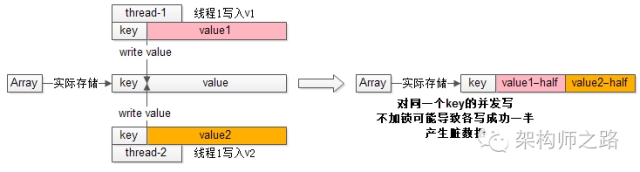 thread-1 线程1写入v1
key value1
write value
Array 实际存储 key value
Array 实际存储 key value1-half value2-half
write value
对同一个key的并发写
不加锁可能导致各写成功一半
产生脏数据
key value2
thread-2 线程1写入v2
架构师之路